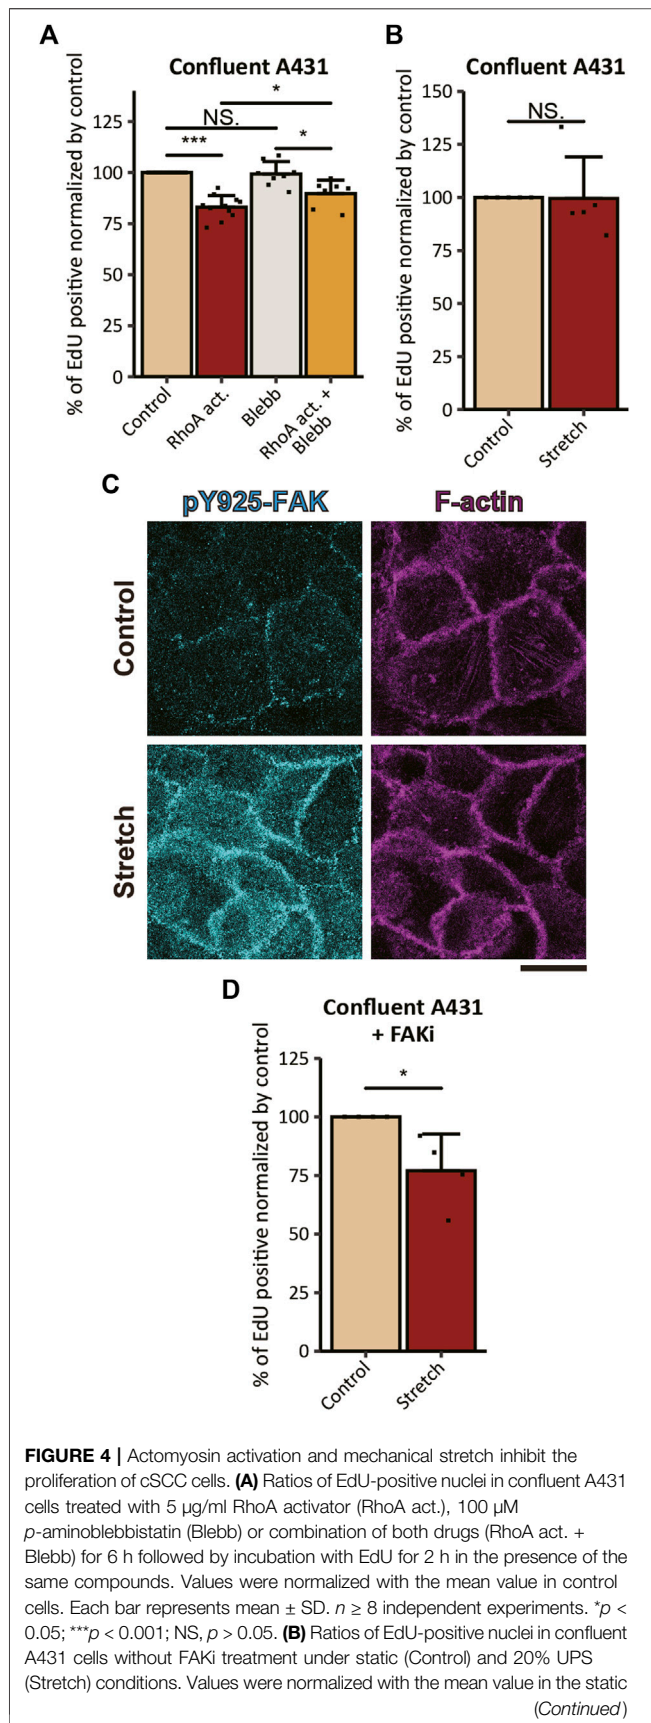 A
Confluent A431
% of EdU positive normalized by control
125
100
75
50
25
0
NS.
*
***
*
Control
RhoA act.
Blebb
RhoA act. +
Blebb
B
Confluent A431
% of EdU positive normalized by control
150
125
100
75
50
25
0
NS.
Control
Stretch
C
pY925-FAK
F-actin
Control
Stretch
D
Confluent A431
+ FAKi
% of EdU positive normalized by control
125
100
75
50
25
0
*
Control
Stretch
FIGURE 4 | Actomyosin activation and mechanical stretch inhibit the
proliferation of cSCC cells. (A) Ratios of EdU-positive nuclei in confluent A431
cells treated with 5 μg/ml RhoA activator (RhoA act.), 100 μM
p-aminoblebbistatin (Blebb) or combination of both drugs (RhoA act. +
Blebb) for 6 h followed by incubation with EdU for 2 h in the presence of the
same compounds. Values were normalized with the mean value in control
cells. Each bar represents mean ± SD. n ≥ 8 independent experiments. *p <
0.05; ***p < 0.001; NS, p > 0.05. (B) Ratios of EdU-positive nuclei in confluent
A431 cells without FAKi treatment under static (Control) and 20% UPS
(Stretch) conditions. Values were normalized with the mean value in the static
(Continued)